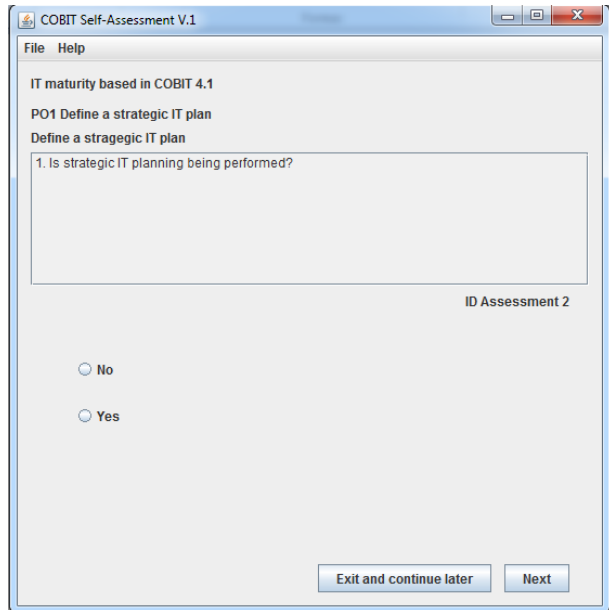 COBIT Self-Assessment V.1
File Help
IT maturity based in COBIT 4.1
PO1 Define a strategic IT plan
Define a stragegic IT plan
1. Is strategic IT planning being performed?
ID Assessment 2
No
Yes
Exit and continue later Next